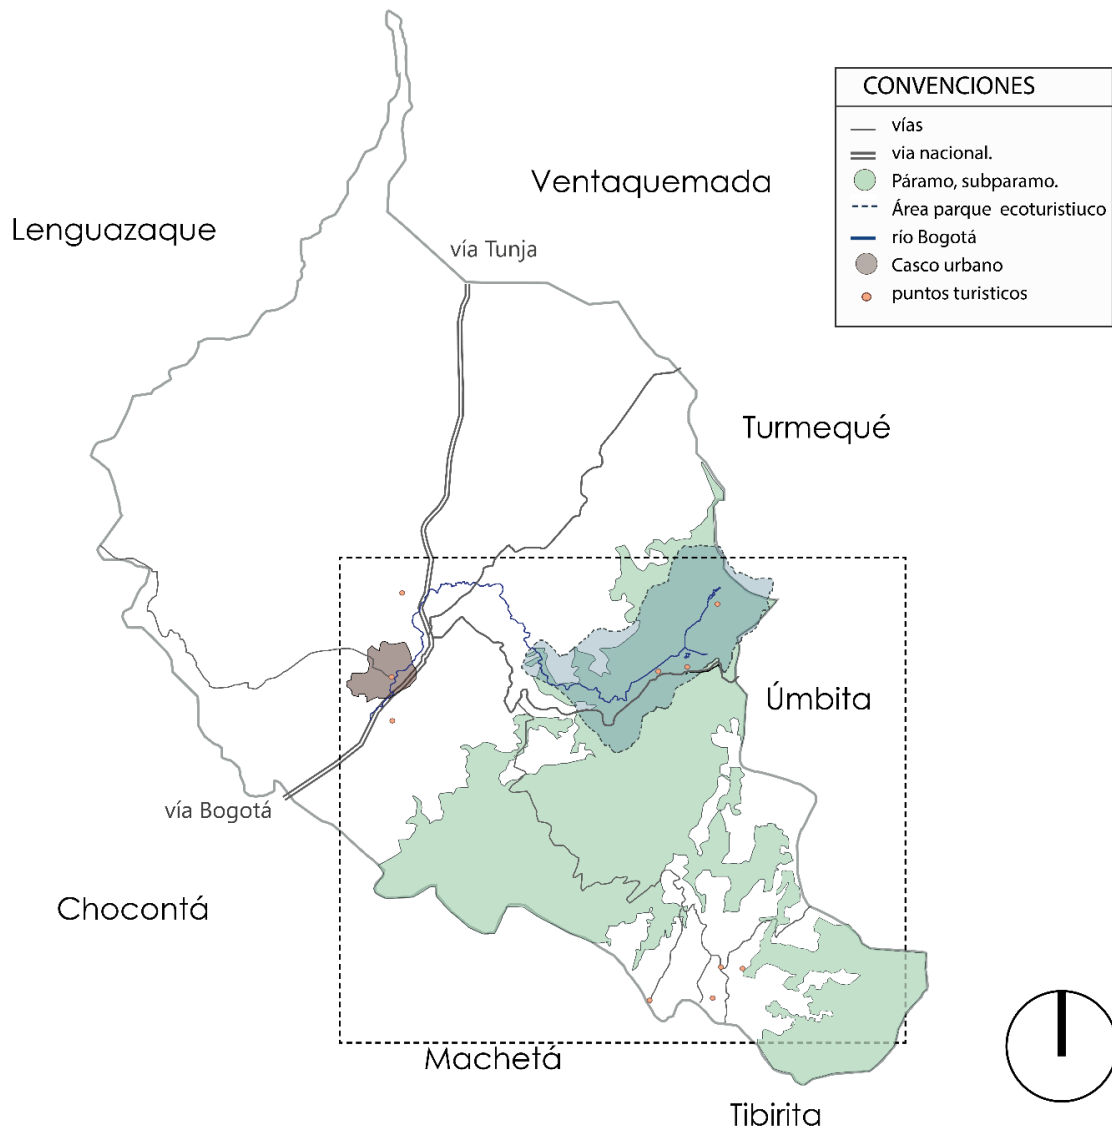 CONVENCIONES
vías
via nacional.
Páramo, subparamo.
Área parque ecoturistiuco
río Bogotá
Casco urbano
puntos turisticos
Ventaquemada
Lenguazaque
vía Tunja
Turmequé
Úmbita
vía Bogotá
Chocontá
Machetá
Tibirita